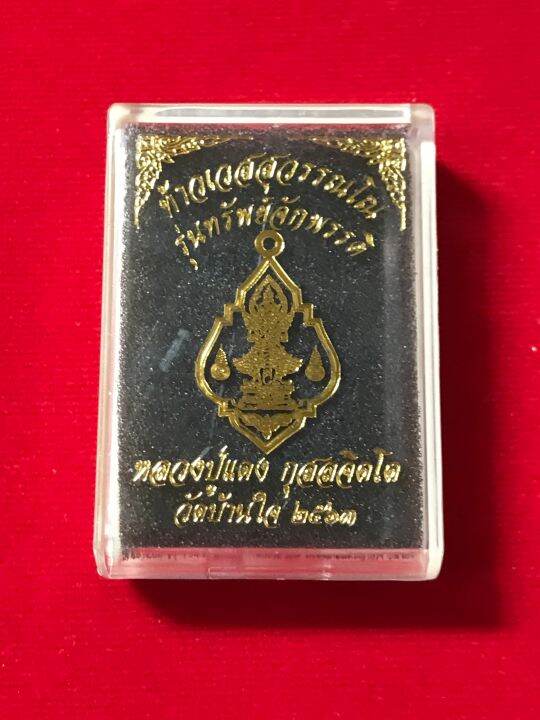 ท้าวเวสสุวรรณโณ
รุ่นทรัพย์จักพรรดิ
หลวงปู่แดง กุสลจิตโต
วัดบ้านใจ ๒๕๖๓